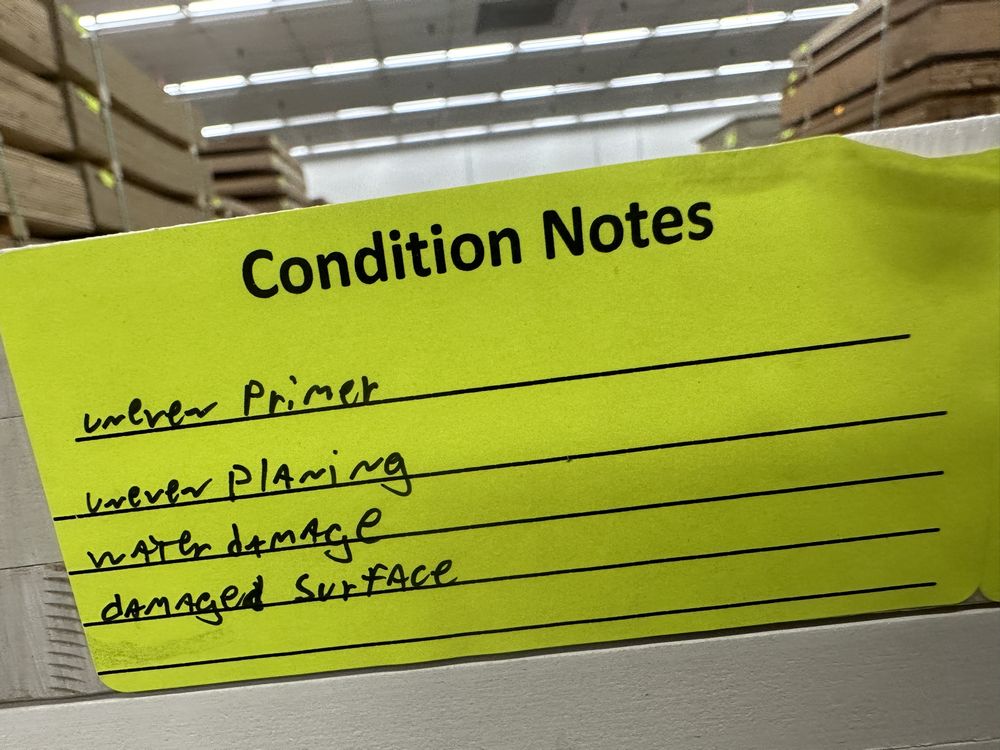 Condition Notes
uneven Primer
uneven PlANiNg
WATer dAMAge
dAMAged SurfACe